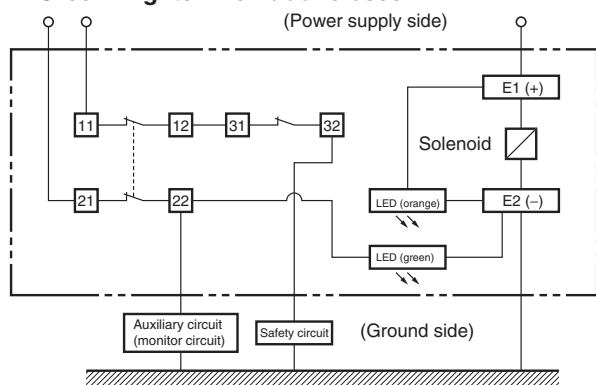 (Power supply side)
E1 (+)
11
12
31
32
Solenoid
21
22
LED (orange)
E2 (−)
LED (green)
Auxiliary circuit
(monitor circuit)
Safety circuit
(Ground side)